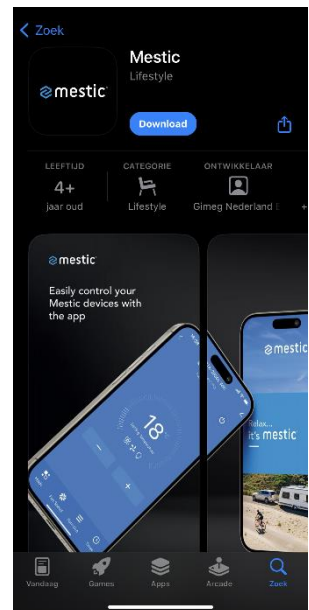 Zoek
Mestic
Lifestyle
mestic
Download
LEEFTIJD
CATEGORIE
ONTWIKKELAAR
4+
jaar oud
Lifestyle
Gimeg Nederland
+
mestic
Easily control your
Mestic devices with
the app
18°
mestic
Relax...
it's mestic
Vandaag
Games
Apps
Arcade
Zoek